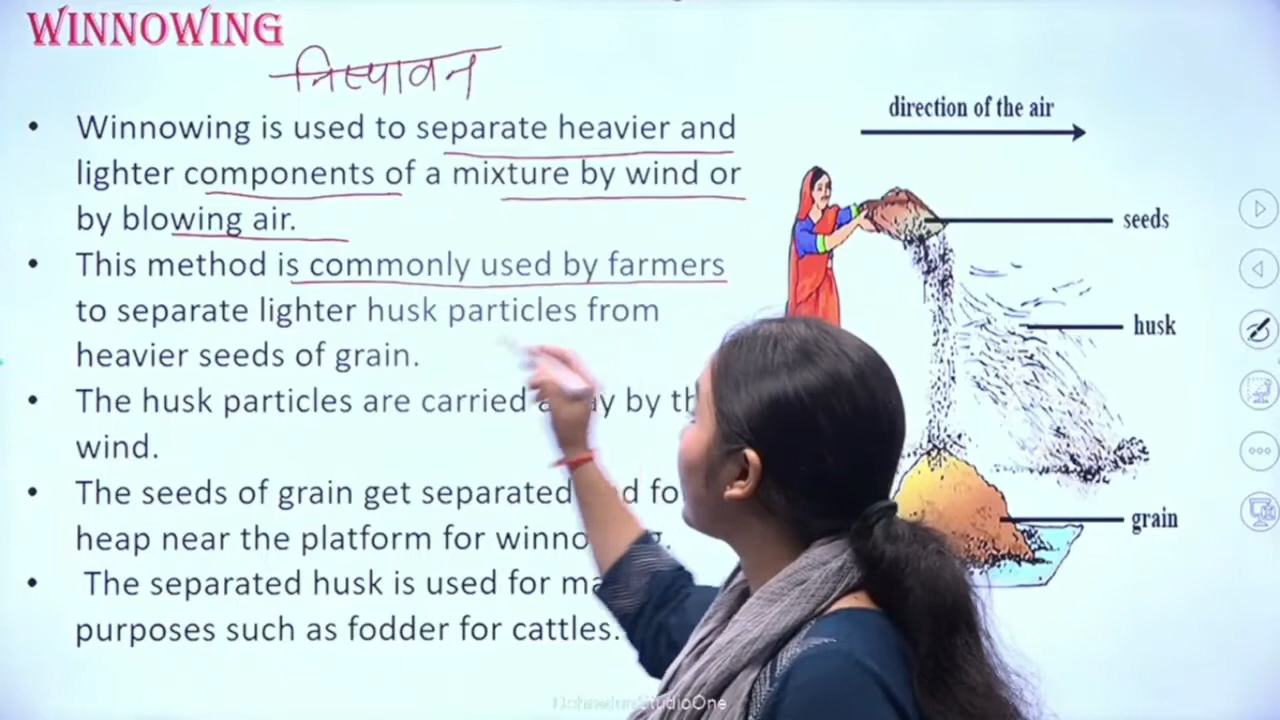 WINNOWING
निष्पावन
• Winnowing is used to separate heavier and
lighter components of a mixture by wind or
by blowing air.
• This method is commonly used by farmers
to separate lighter husk particles from
heavier seeds of grain.
• The husk particles are carried by
wind.
• The seeds of grain get separated
heap near the platform for
• The separated husk is used for
purposes such as fodder for cattles.
direction of the air
seeds
husk
grain